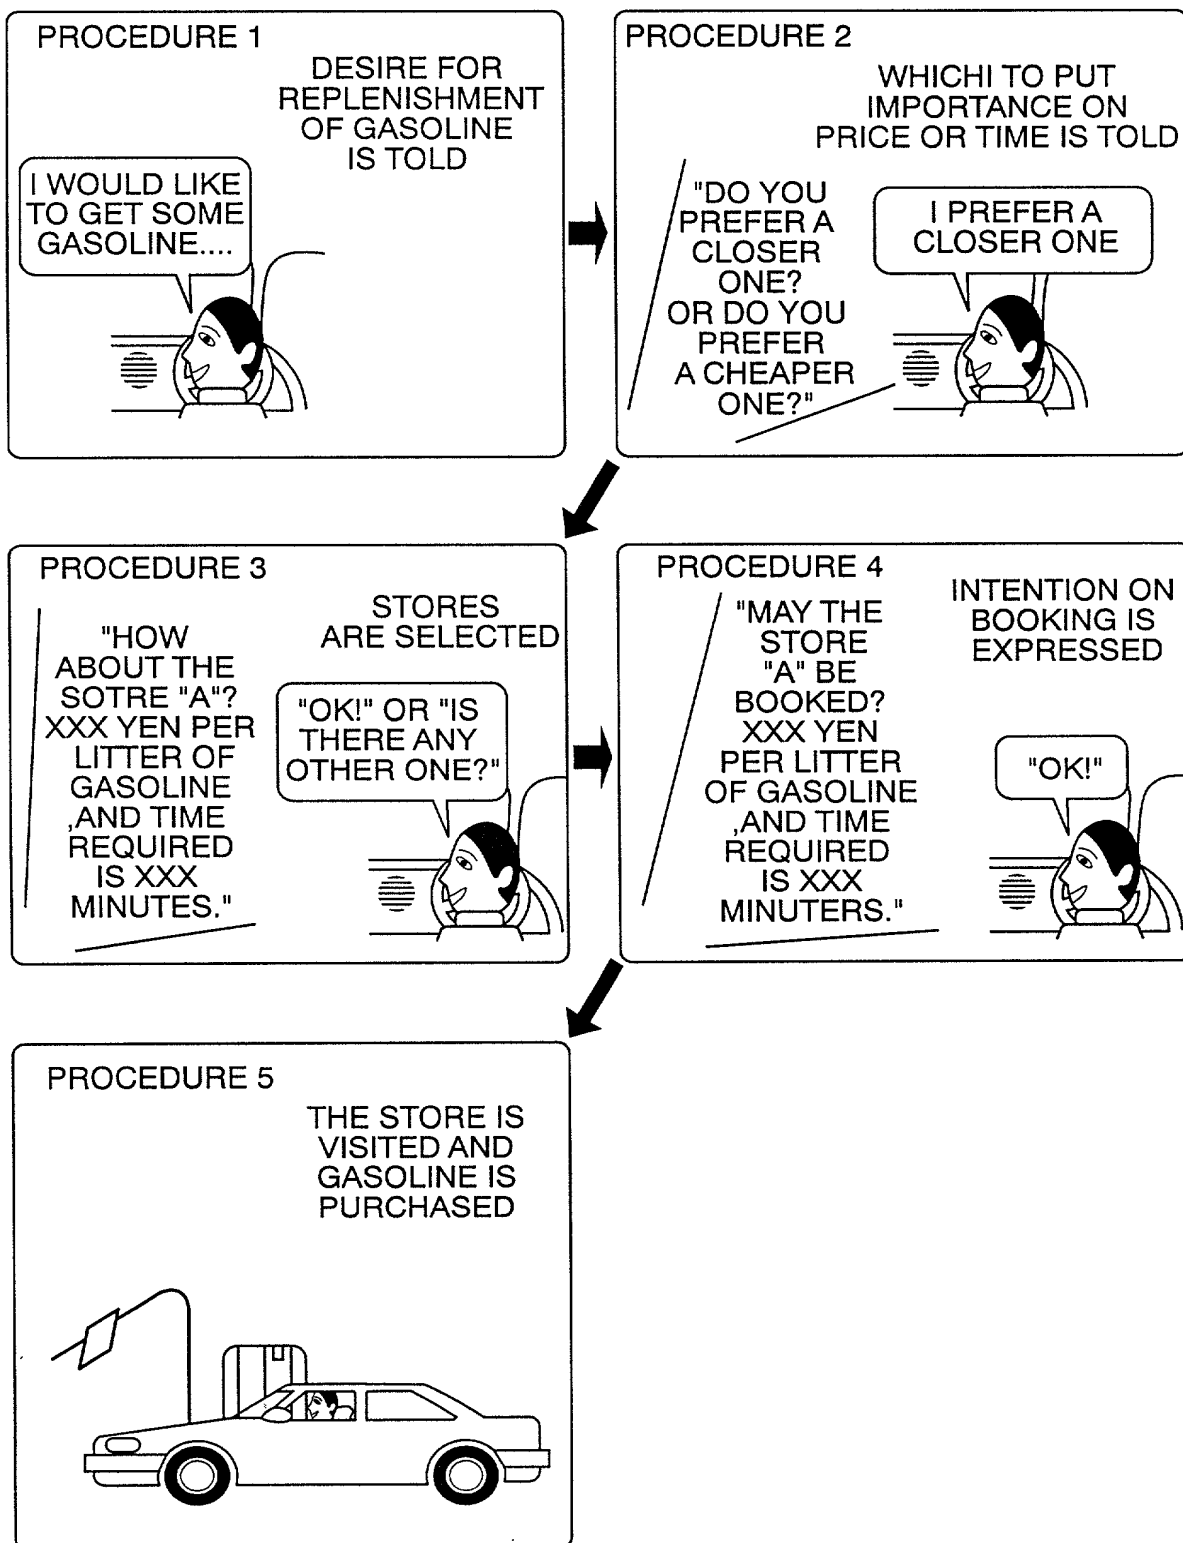 PROCEDURE 1
DESIRE FOR
REPLENISHMENT
OF GASOLINE
IS TOLD
I WOULD LIKE
TO GET SOME
GASOLINE....
PROCEDURE 2
WHICHI TO PUT
IMPORTANCE ON
PRICE OR TIME IS TOLD
"DO YOU
PREFER A
CLOSER
ONE?
OR DO YOU
PREFER
A CHEAPER
ONE?"
I PREFER A
CLOSER ONE
PROCEDURE 3
STORES
ARE SELECTED
"HOW
ABOUT THE
SOTRE "A"?
XXX YEN PER
LITTER OF
GASOLINE
,AND TIME
REQUIRED
IS XXX
MINUTES."
"OK!" OR "IS
THERE ANY
OTHER ONE?"
PROCEDURE 4
INTENTION ON
BOOKING IS
EXPRESSED
"MAY THE
STORE
"A" BE
BOOKED?
XXX YEN
PER LITTER
OF GASOLINE
,AND TIME
REQUIRED
IS XXX
MINUTERS."
"OK!"
PROCEDURE 5
THE STORE IS
VISITED AND
GASOLINE IS
PURCHASED